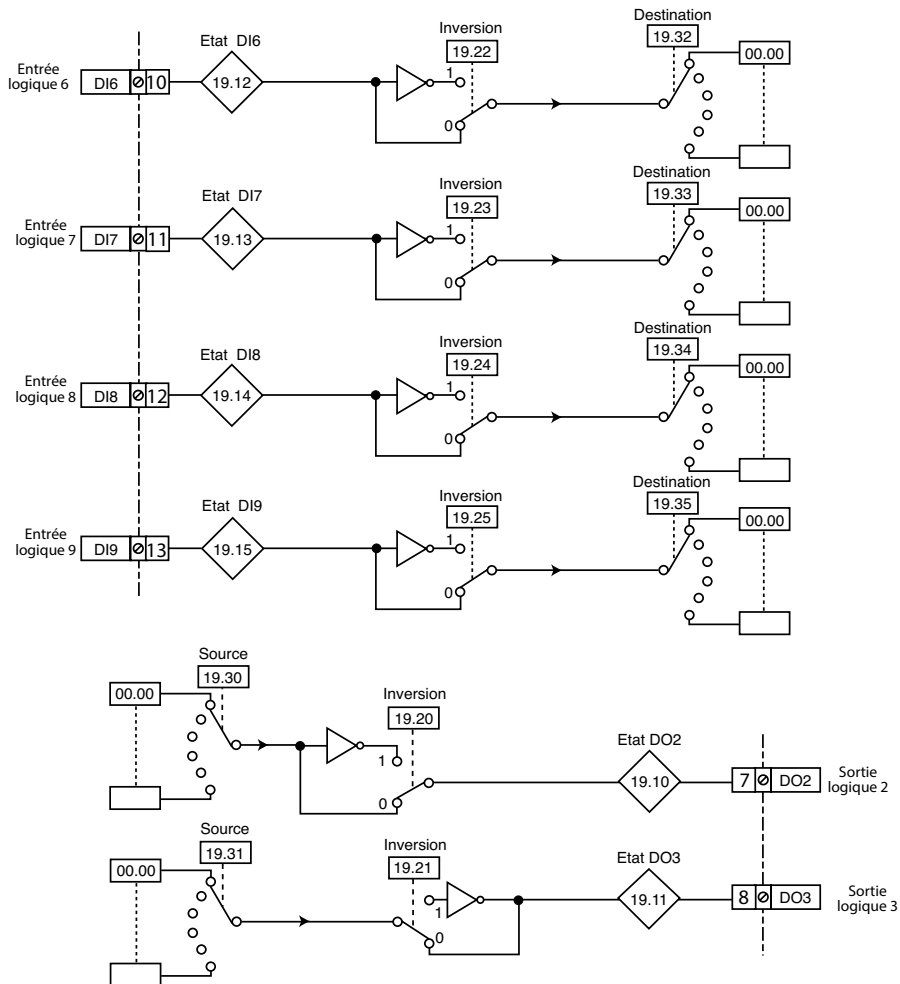 Entrée
logique 6
DI6
10
Etat DI6
19.12
Inversion
19.22
1
0
Destination
19.32
00.00
Entrée
logique 7
DI7
11
Etat DI7
19.13
Inversion
19.23
1
0
Destination
19.33
00.00
Entrée
logique 8
DI8
12
Etat DI8
19.14
Inversion
19.24
1
0
Destination
19.34
00.00
Entrée
logique 9
DI9
13
Etat DI9
19.15
Inversion
19.25
1
0
Destination
19.35
00.00
00.00
Source
19.30
Inversion
19.20
1
0
Etat DO2
19.10
7
DO2
Sortie
logique 2
00.00
Source
19.31
Inversion
19.21
1
0
Etat DO3
19.11
8
DO3
Sortie
logique 3